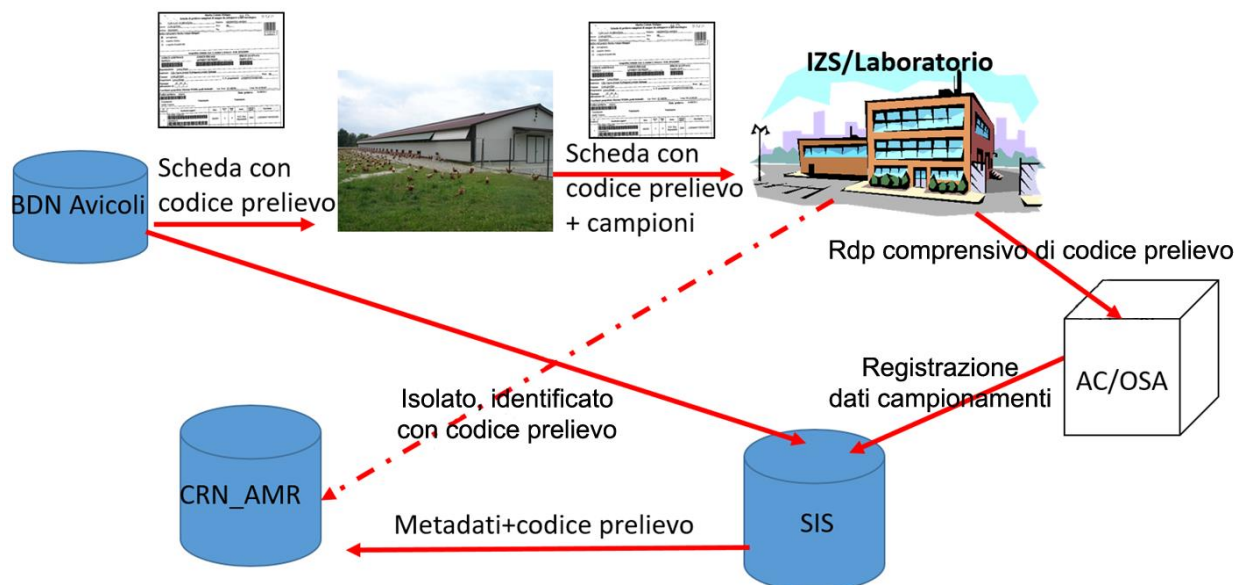 IZS/Laboratorio
Scheda con
codice prelievo
BDN Avicoli
Scheda con
codice prelievo
+ campioni
Rdp comprensivo di codice prelievo
AC/OSA
Registrazione
dati campionamenti
Isolato, identificato
con codice prelievo
CRN_AMR
SIS
Metadati+codice prelievo